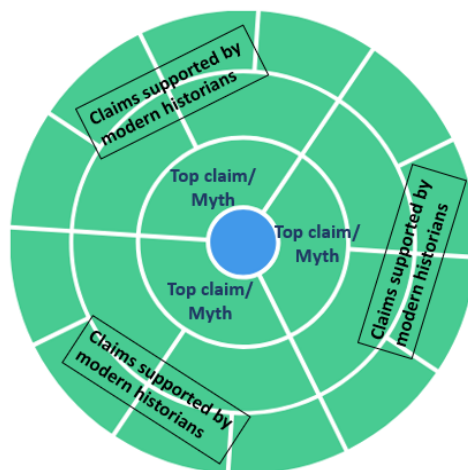 Claims supported by
modern historians
Top claim/
Myth
Top claim/
Myth
Top claim/
Myth
Claims supported by
modern historians
Claims supported by
modern historians